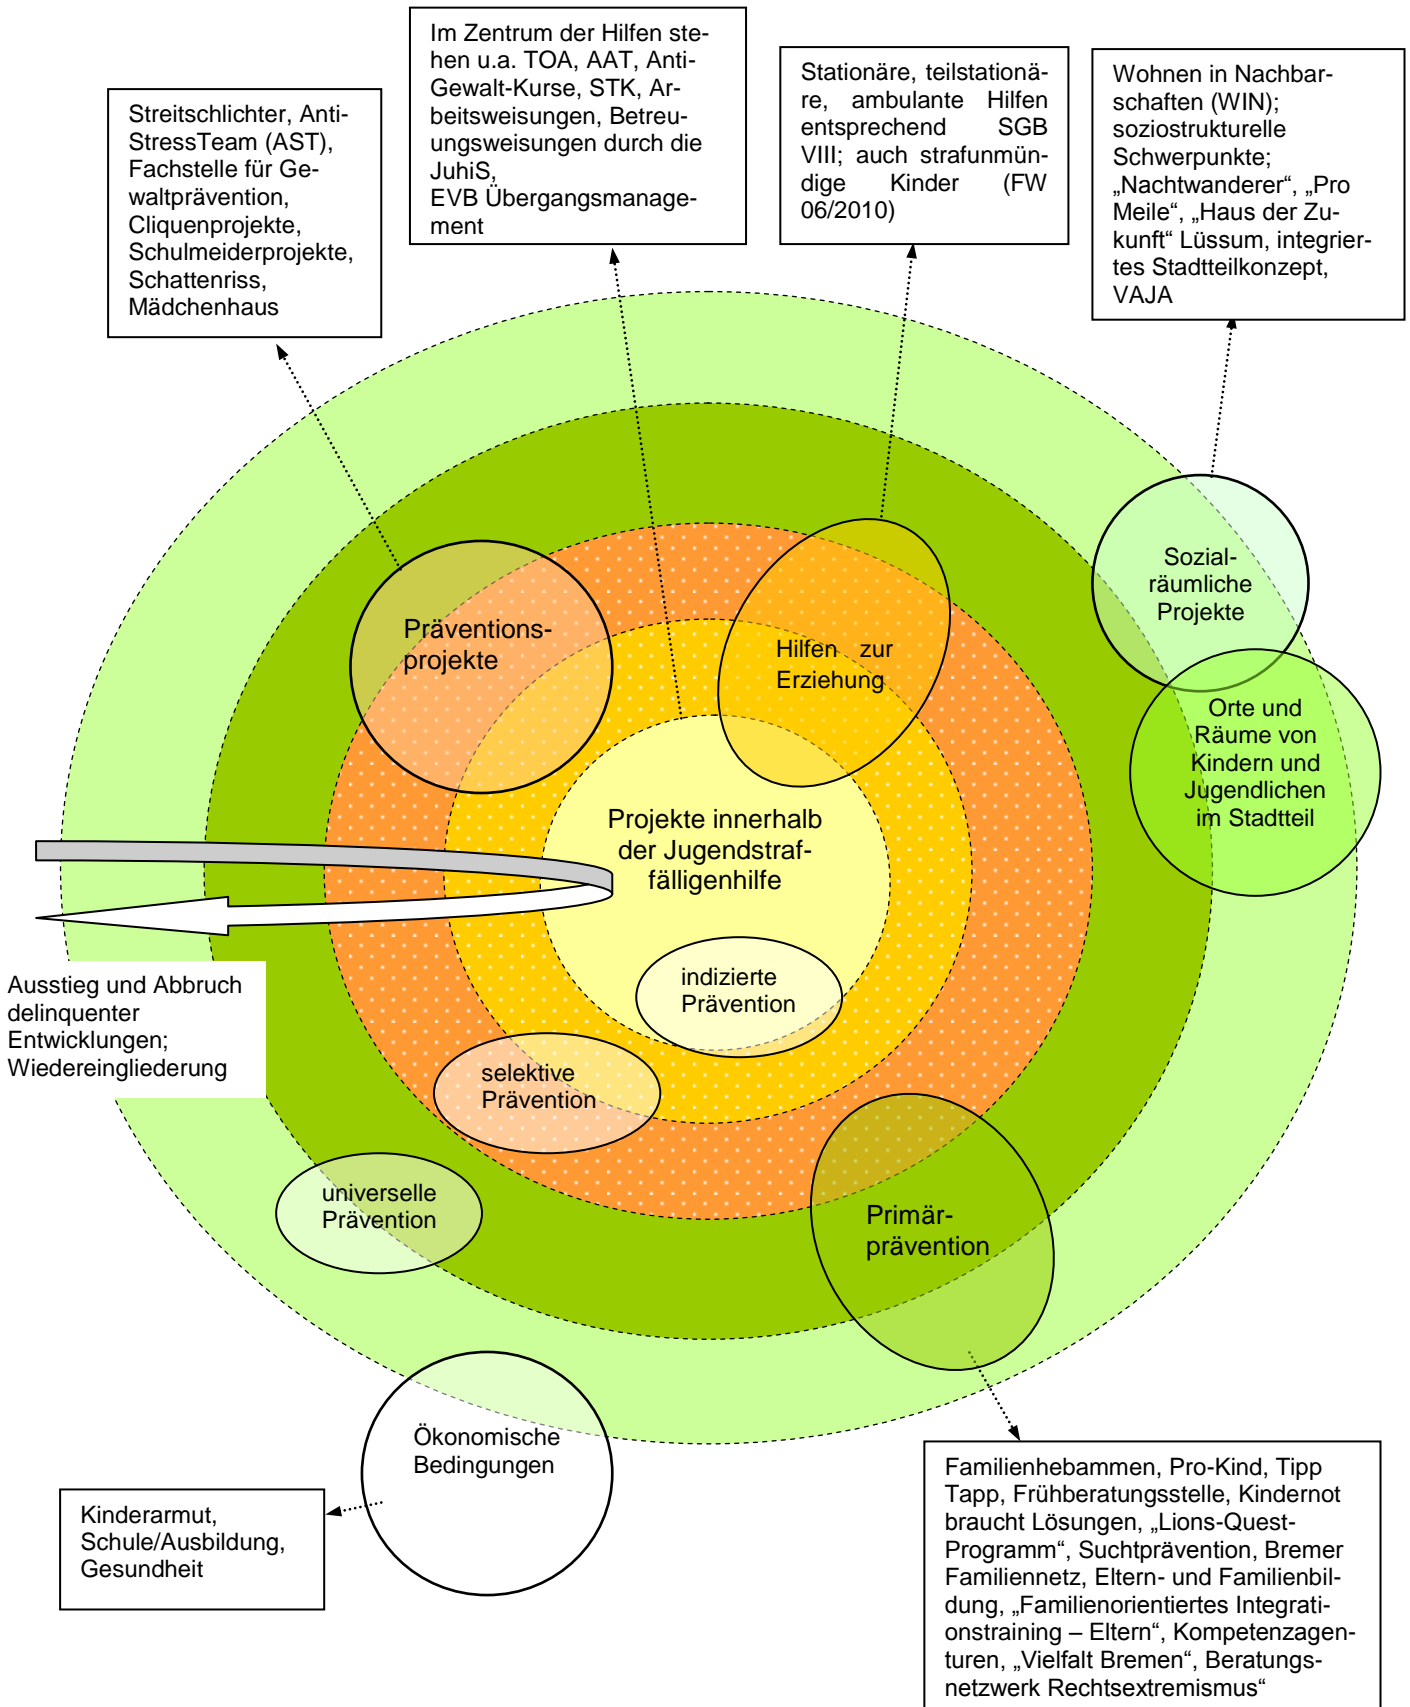 Im Zentrum der Hilfen ste-
hen u.a. TOA, AAT, Anti-
Gewalt-Kurse, STK, Ar-
beitsweisungen, Betreu-
ungsweisungen durch die
JuhiS,
EVB Übergangsmanage-
ment
Stationäre, teilstationä-
re, ambulante Hilfen
entsprechend SGB
VIII; auch strafunmün-
dige Kinder (FW
06/2010)
Wohnen in Nachbar-
schaften (WIN);
soziostrukturelle
Schwerpunkte;
„Nachtwanderer“, „Pro
Meile“, „Haus der Zu-
kunft“ Lüssum, integrier-
tes Stadtteilkonzept,
VAJA
Streitschlichter, Anti-
StressTeam (AST),
Fachstelle für Ge-
waltprävention,
Cliquenprojekte,
Schulmeiderprojekte,
Schattenriss,
Mädchenhaus
Präventions-
projekte
Hilfen zur
Erziehung
Sozial-
räumliche
Projekte
Orte und
Räume von
Kindern und
Jugendlichen
im Stadtteil
Projekte innerhalb
der Jugendstraf-
fälligenhilfe
indizierte
Prävention
Ausstieg und Abbruch
delinquenter
Entwicklungen;
Wiedereingliederung
selektive
Prävention
universelle
Prävention
Primär-
prävention
Ökonomische
Bedingungen
Kinderarmut,
Schule/Ausbildung,
Gesundheit
Familienhebammen, Pro-Kind, Tipp
Tapp, Frühberatungsstelle, Kindernot
braucht Lösungen, „Lions-Quest-
Programm“, Suchtprävention, Bremer
Familiennetz, Eltern- und Familienbil-
dung, „Familienorientiertes Integrati-
onstraining – Eltern“, Kompetenzagen-
turen, „Vielfalt Bremen“, Beratungs-
netzwerk Rechtsextremismus“